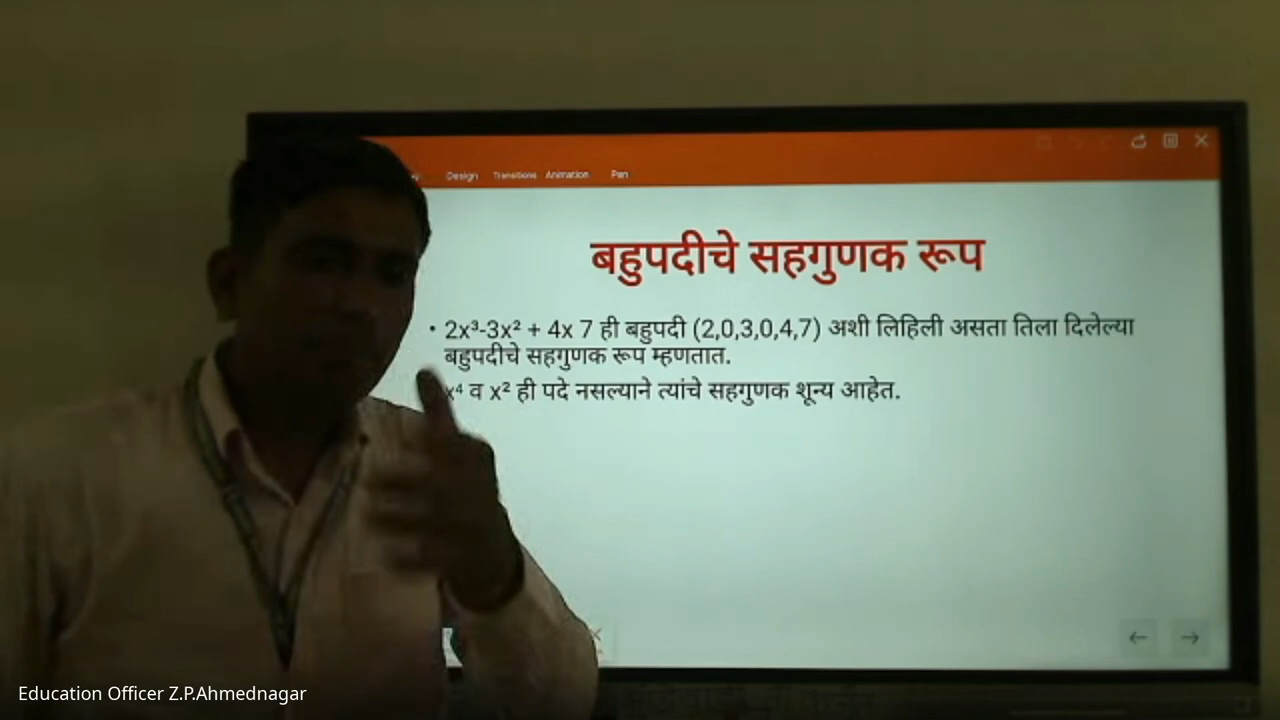 Design Transitions Animation Pen
बहुपदीचे सहगुणक रूप
• 2x³-3x² + 4x 7 ही बहुपदी (2,0,3,0,4,7) अशी लिहिली असता तिला दिलेल्या
बहुपदीचे सहगुणक रूप म्हणतात.
x⁴ व x² ही पदे नसल्याने त्यांचे सहगुणक शून्य आहेत.
Education Officer Z.P.Ahmednagar